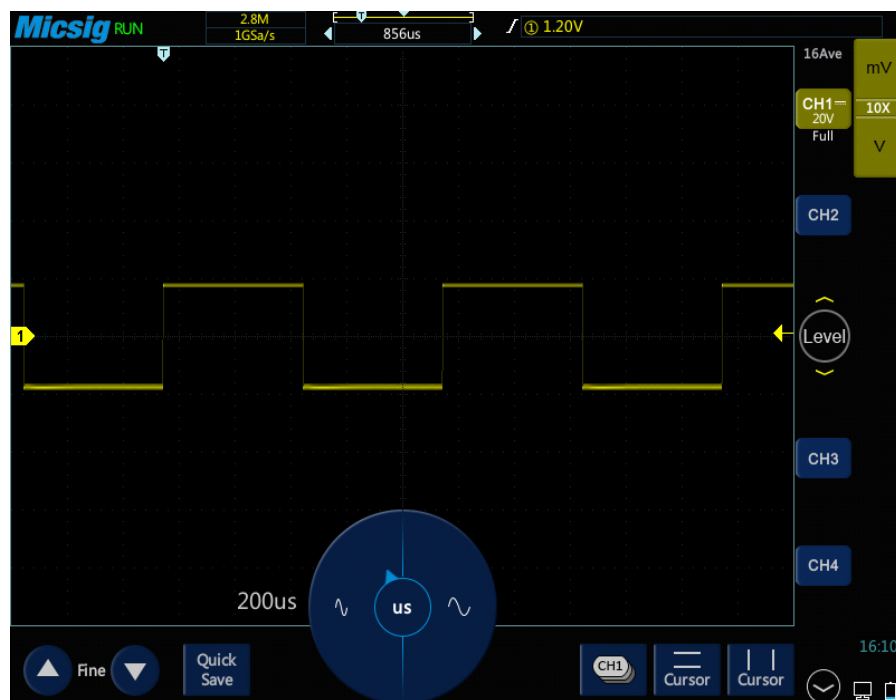 Micsig RUN
2.8M
1GSa/s
T
856us
① 1.20V
T
16Ave
mV
CH1
20V
Full
10X
V
CH2
1
Level
CH3
CH4
200us
us
Fine
Quick
Save
CH1
Cursor
Cursor
16:10